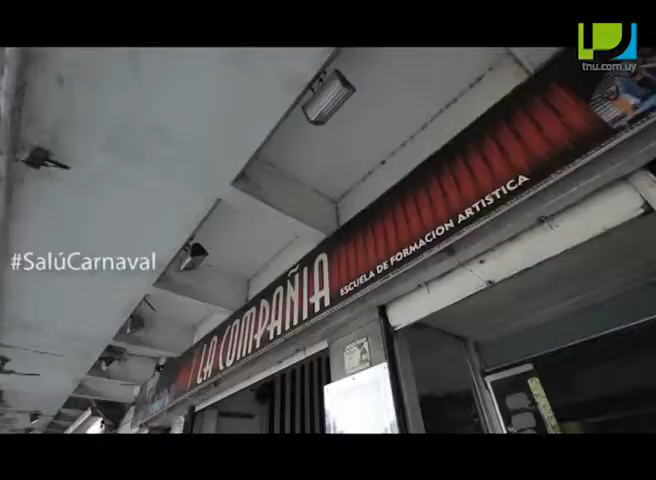 tnu.com.uy
#SalúCarnaval
LA COMPAÑIA
ESCUELA DE FORMACION ARTISTICA